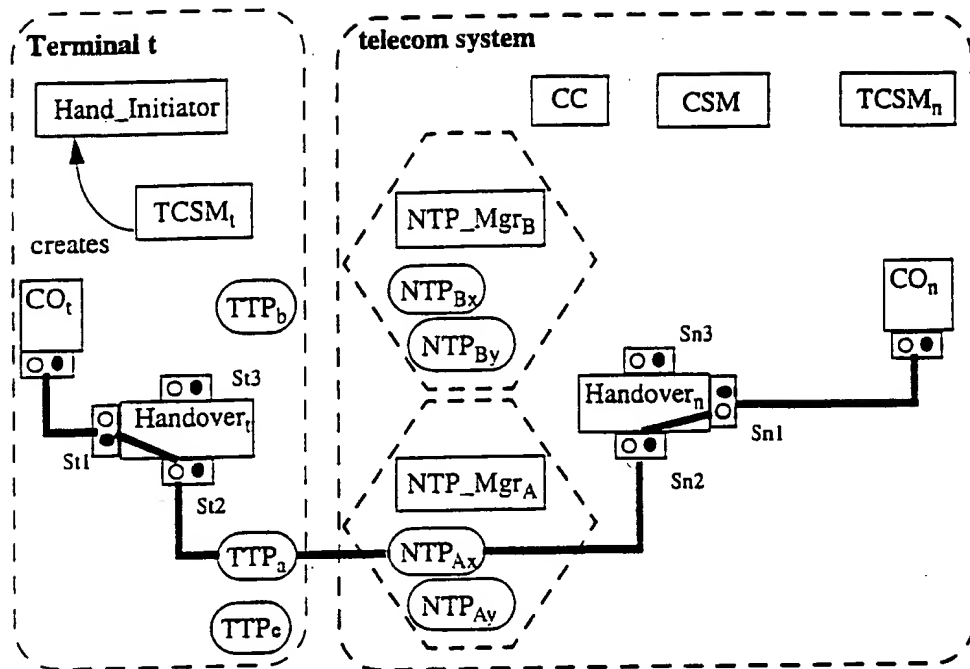 Terminal t
telecom system
Hand_Initiator
CC
CSM
TCSMn
TCSMt
NTP_MgrB
creates
COt
TTPb
NTPBx
COn
NTPBy
St3
Sn3
Handovert
Handovern
St1
Sn1
St2
Sn2
NTP_MgrA
TTPa
NTPAx
NTPAy
TTPc